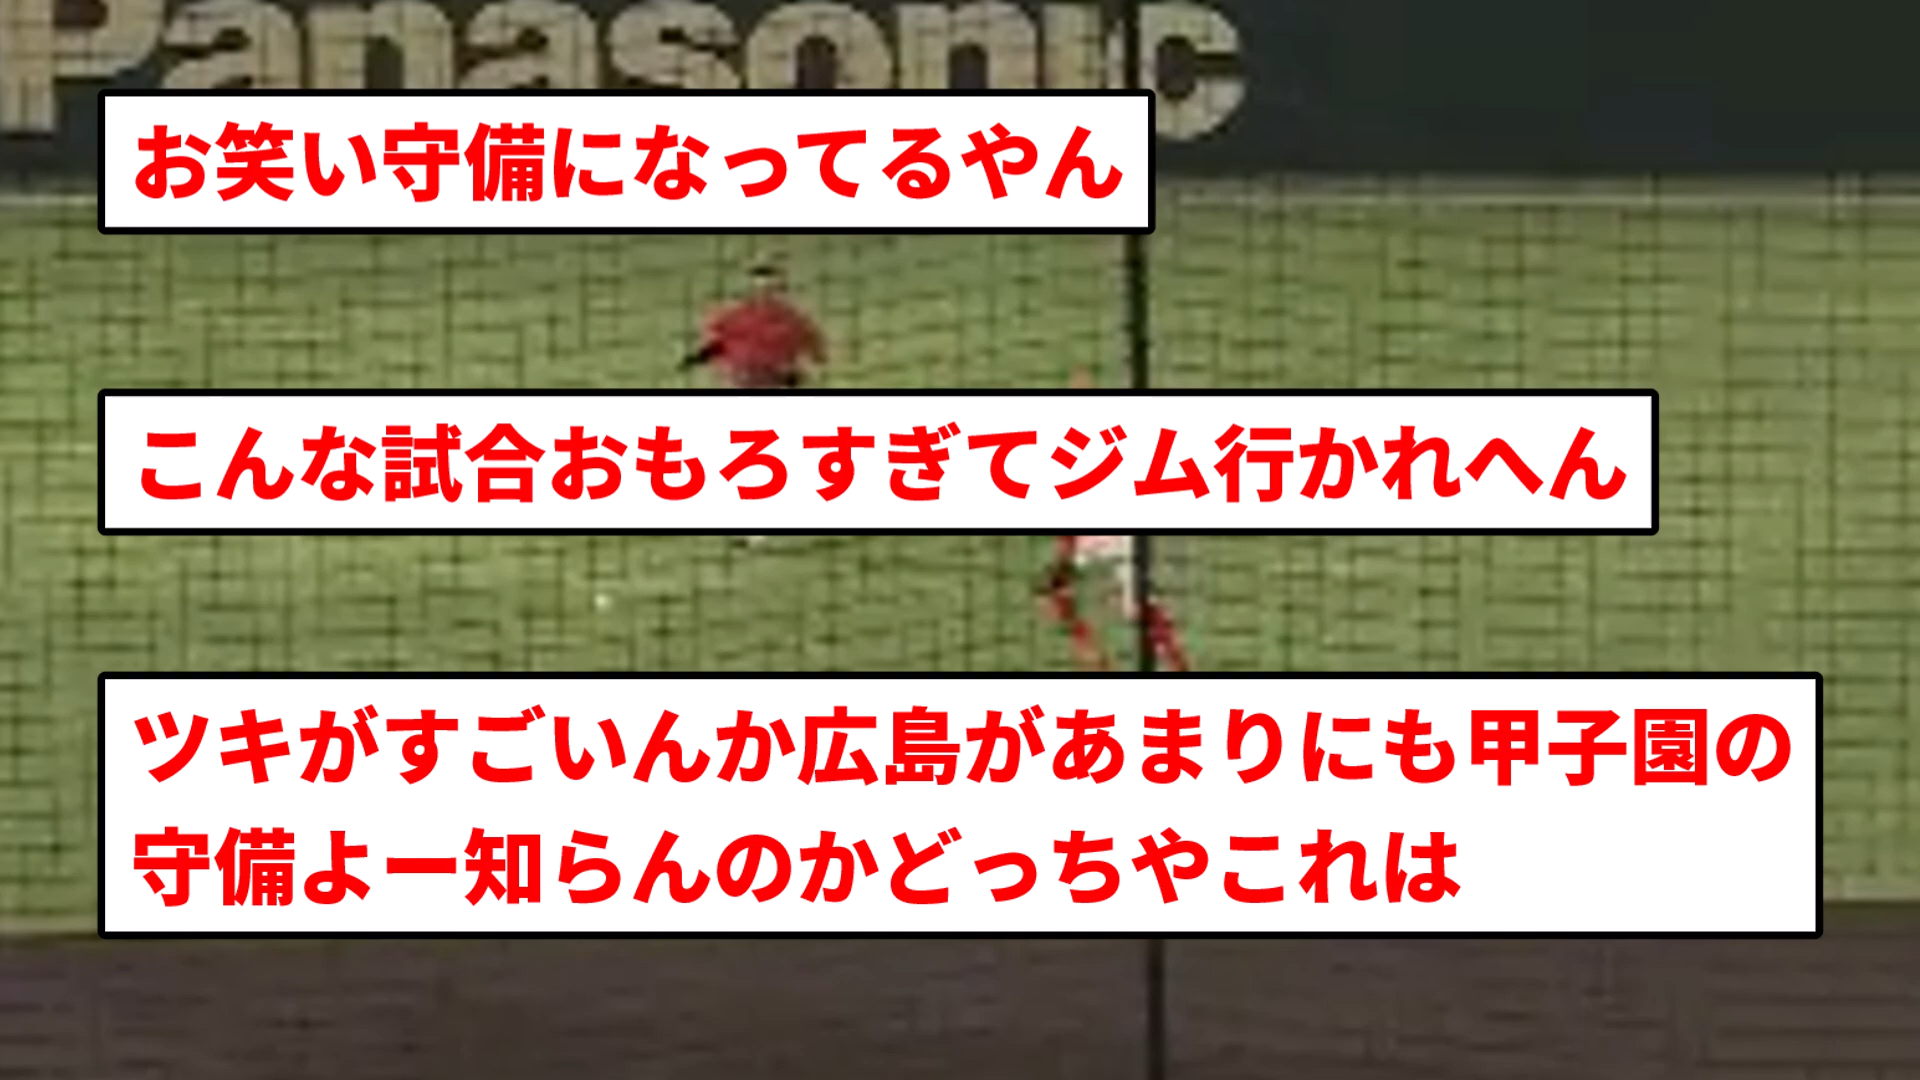 Panasonic
お笑い守備になってるやん
こんな試合おもろすぎてジム行かれへん
ツキがすごいんか広島があまりにも甲子園の
守備よー知らんのかどっちやこれは